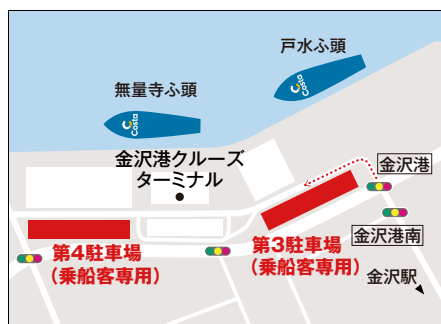 戸水ふ頭
無量寺ふ頭
Costa
Costa
金沢港クルーズ
ターミナル
金沢港
金沢港南
第3駐車場
(乗船客専用)
第4駐車場
(乗船客専用)
金沢駅